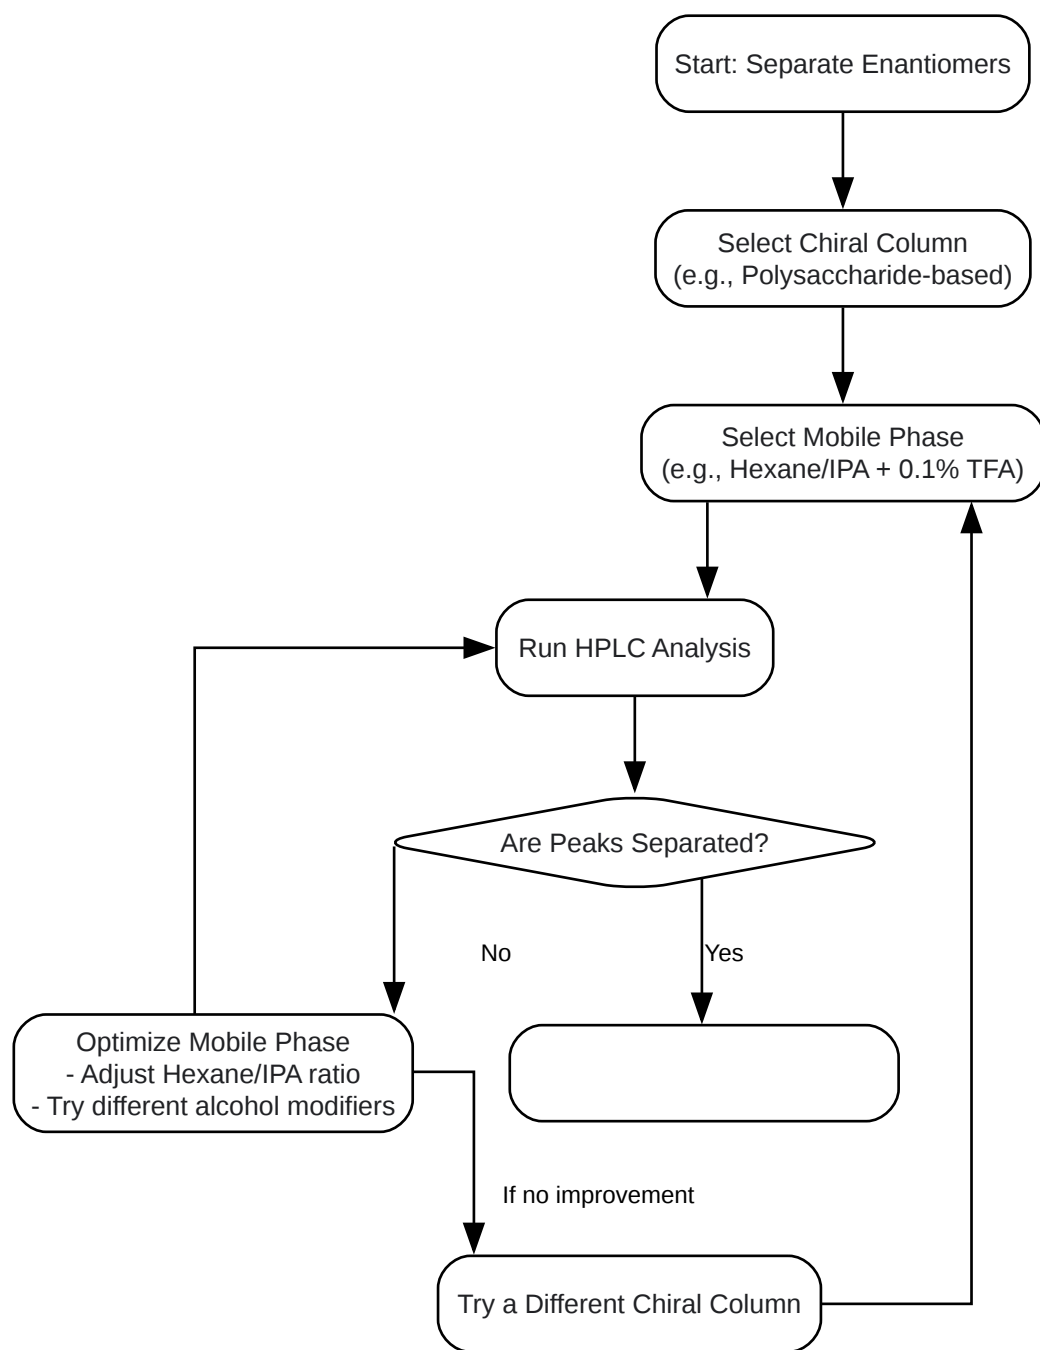 Start: Separate Enantiomers
Select Chiral Column
(e.g., Polysaccharide-based)
Select Mobile Phase
(e.g., Hexane/IPA + 0.1% TFA)
Run HPLC Analysis
Are Peaks Separated?
No
Yes
Optimize Mobile Phase
- Adjust Hexane/IPA ratio
- Try different alcohol modifiers
If no improvement
Try a Different Chiral Column